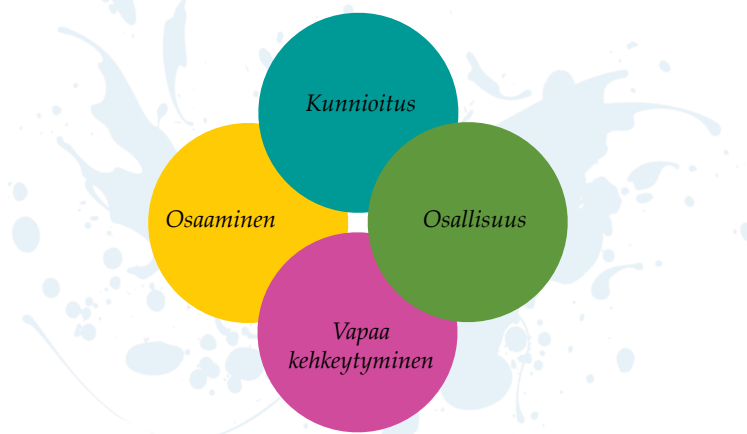 Kunnioitus
Osaaminen
Osallisuus
Vapaa
kehkeytyminen